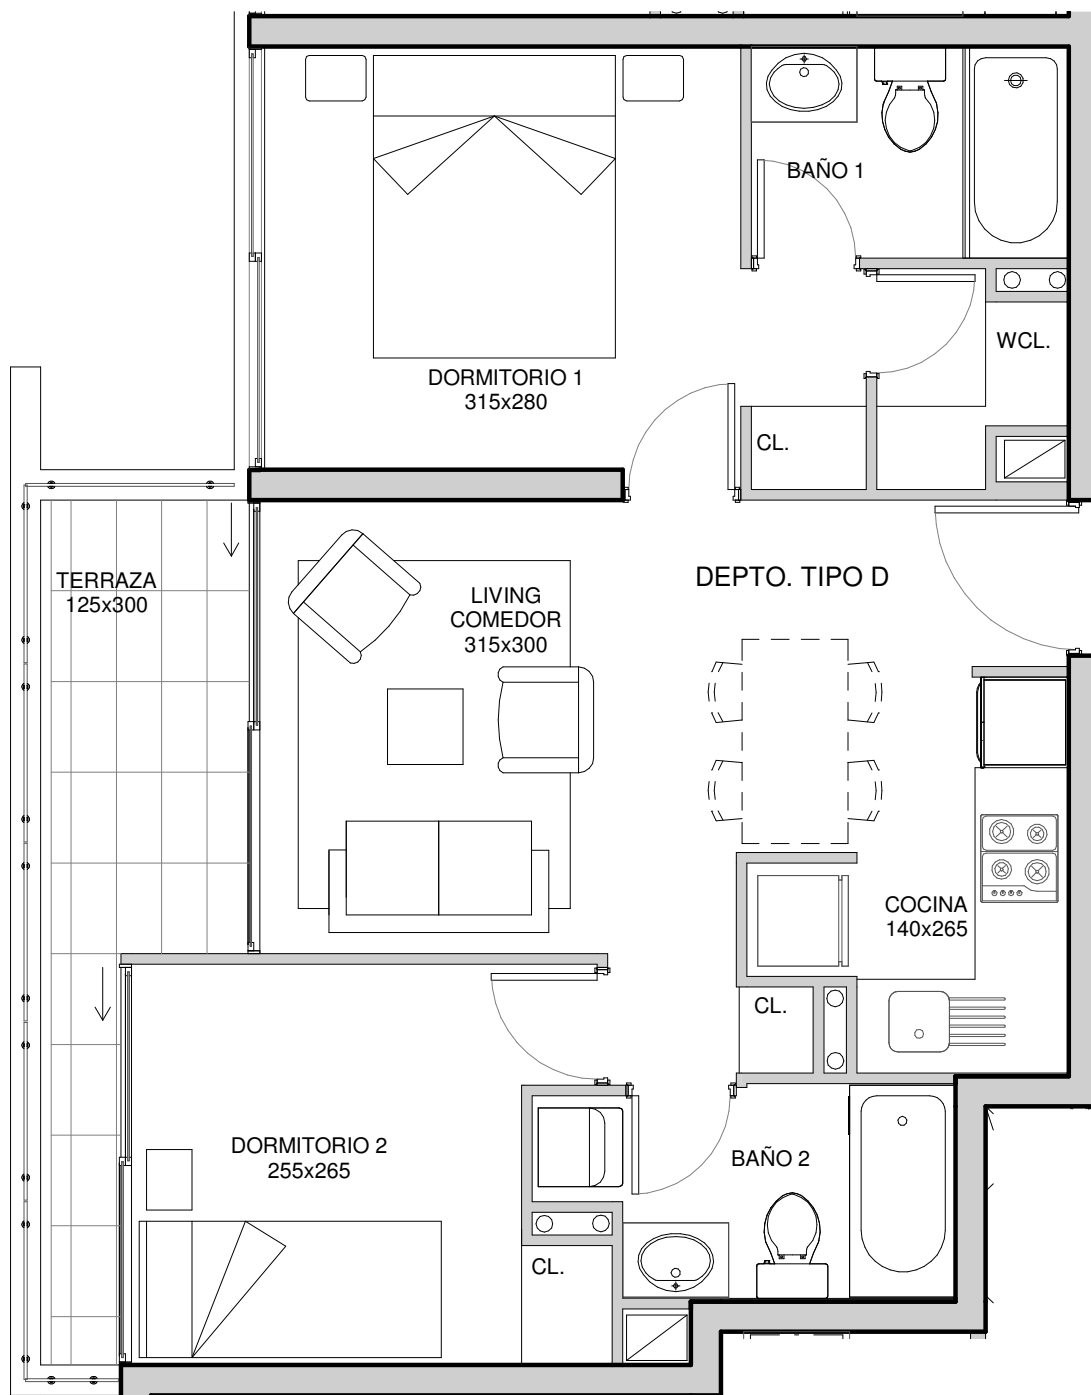 BAÑO 1
WCL.
DORMITORIO 1
315x280
CL.
TERRAZA
125x300
LIVING
COMEDOR
315x300
DEPTO. TIPO D
COCINA
140x265
CL.
DORMITORIO 2
255x265
BAÑO 2
CL.